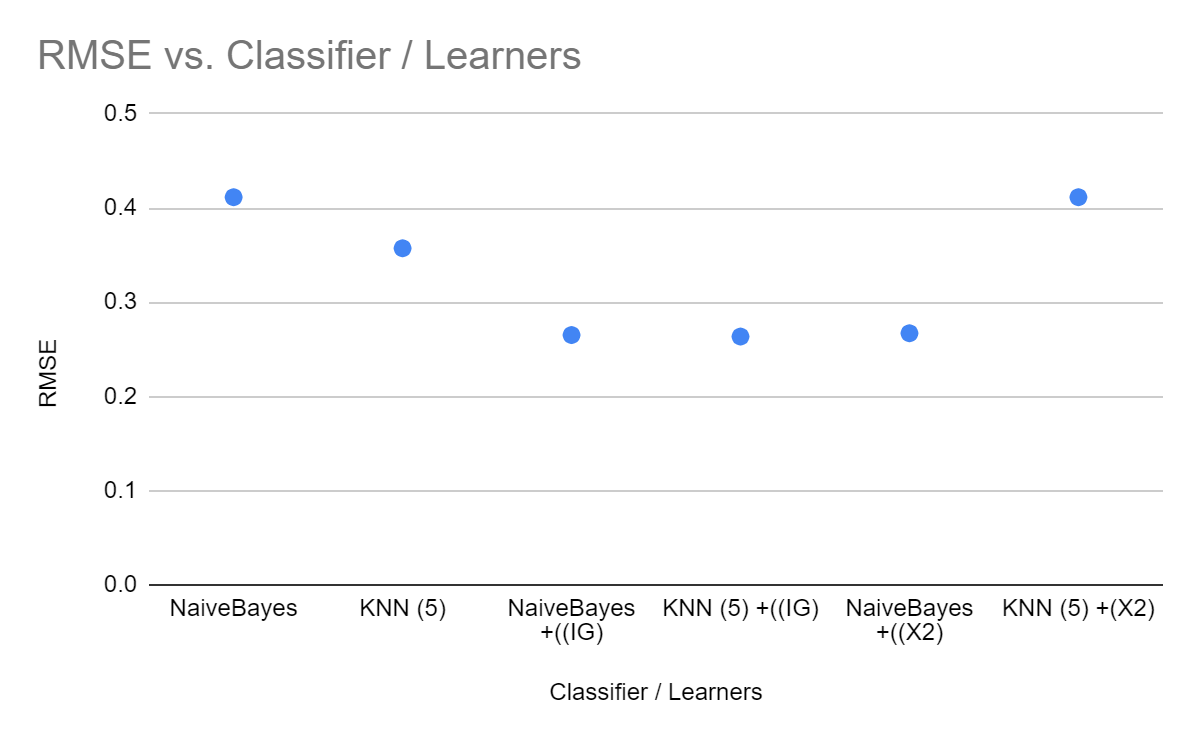 RMSE vs. Classifier / Learners
0.5
0.4
0.3
0.2
0.1
0.0
RMSE
NaiveBayes
KNN (5)
NaiveBayes
+((IG)
KNN (5) +((IG)
NaiveBayes
+((X2)
KNN (5) +(X2)
Classifier / Learners